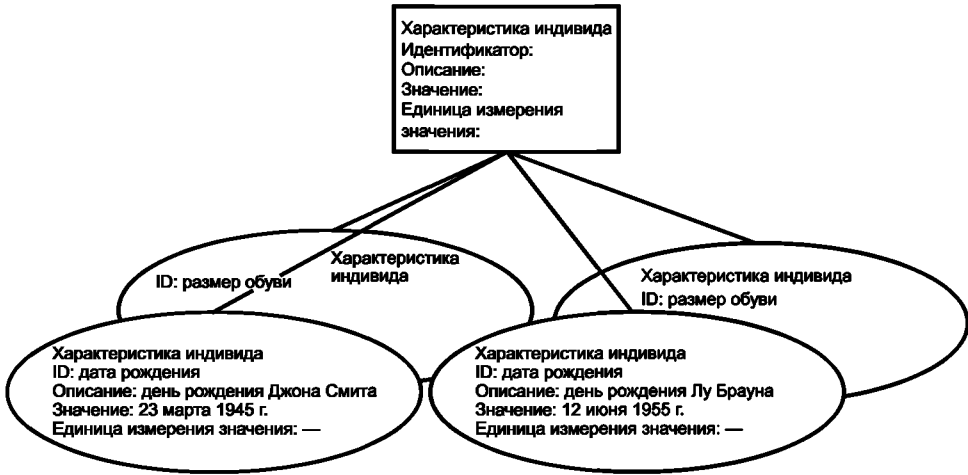 Характеристика индивида
Идентификатор:
Описание:
Значение:
Единица измерения
значения:
Характеристика
индивида
ID: размер обуви
Характеристика индивида
ID: размер обуви
Характеристика индивида
ID: дата рождения
Описание: день рождения Джона Смита
Значение: 23 марта 1945 г.
Единица измерения значения: —
Характеристика индивида
ID: дата рождения
Описание: день рождения Лу Брауна
Значение: 12 июня 1955 г.
Единица измерения значения: —